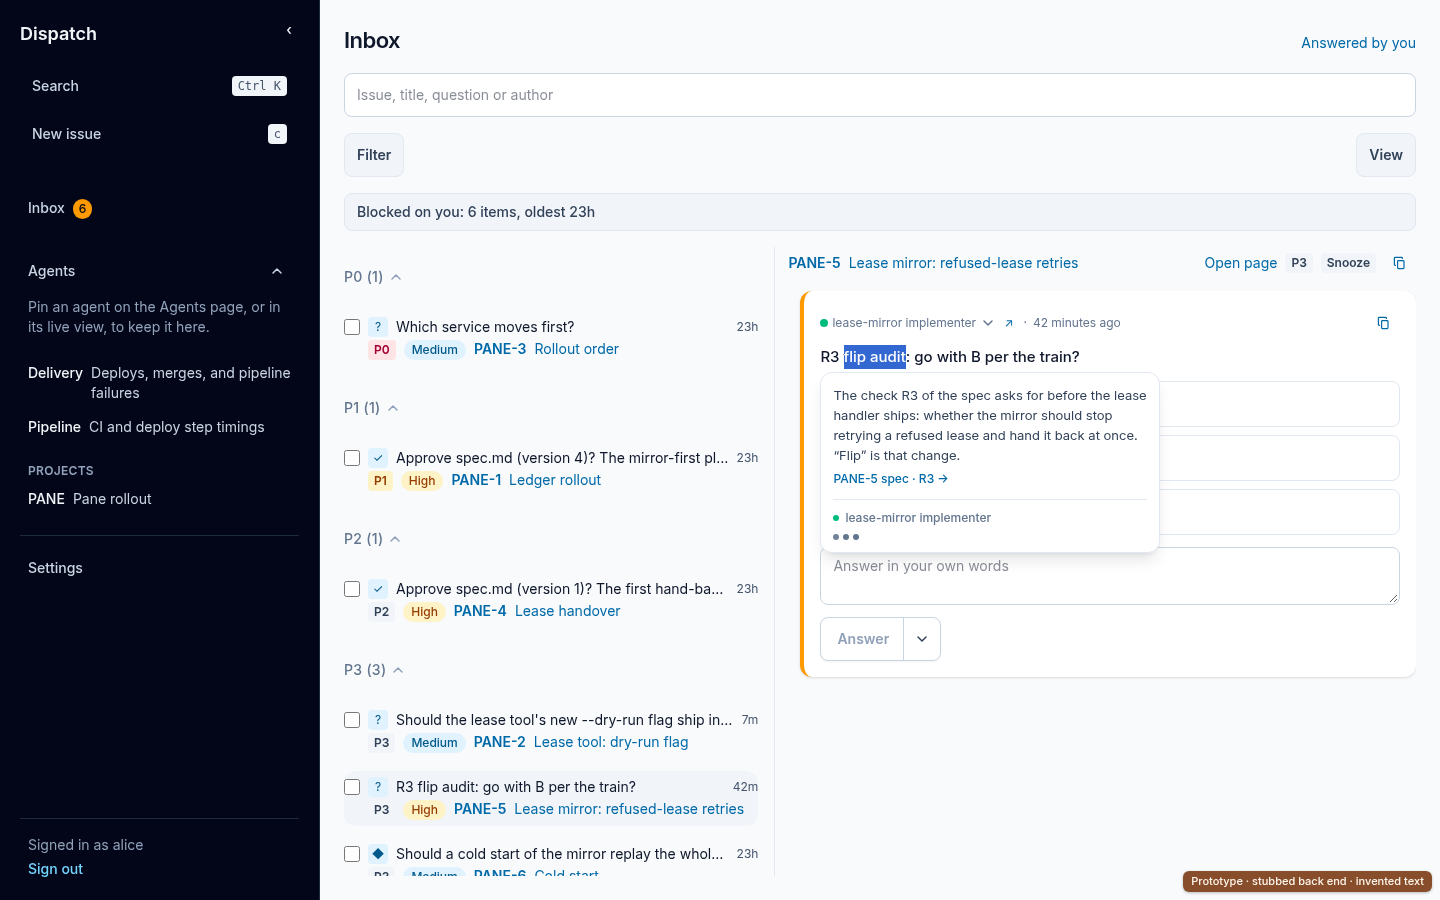 Dispatch
Search
Ctrl K
New issue
c
Inbox 6
Agents
Pin an agent on the Agents page, or in
its live view, to keep it here.
Delivery Deploys, merges, and pipeline
failures
Pipeline CI and deploy step timings
PROJECTS
PANE Pane rollout
Settings
Signed in as alice
Sign out
Inbox
Answered by you
Issue, title, question or author
Filter
View
Blocked on you: 6 items, oldest 23h
P0 (1)
? Which service moves first? 23h
P0 Medium PANE-3 Rollout order
P1 (1)
Approve spec.md (version 4)? The mirror-first pl... 23h
P1 High PANE-1 Ledger rollout
P2 (1)
Approve spec.md (version 1)? The first hand-ba... 23h
P2 High PANE-4 Lease handover
P3 (3)
? Should the lease tool's new --dry-run flag ship in... 7m
P3 Medium PANE-2 Lease tool: dry-run flag
? R3 flip audit: go with B per the train? 42m
P3 High PANE-5 Lease mirror: refused-lease retries
Should a cold start of the mirror replay the whol... 23h
P3 Medium PANE-6 Cold start
PANE-5 Lease mirror: refused-lease retries
Open page P3 Snooze
lease-mirror implementer ↗ · 42 minutes ago
R3 flip audit: go with B per the train?
The check R3 of the spec asks for before the lease
handler ships: whether the mirror should stop
retrying a refused lease and hand it back at once.
“Flip” is that change.
PANE-5 spec · R3 →
lease-mirror implementer
Answer in your own words
Answer
Prototype · stubbed back end · invented text